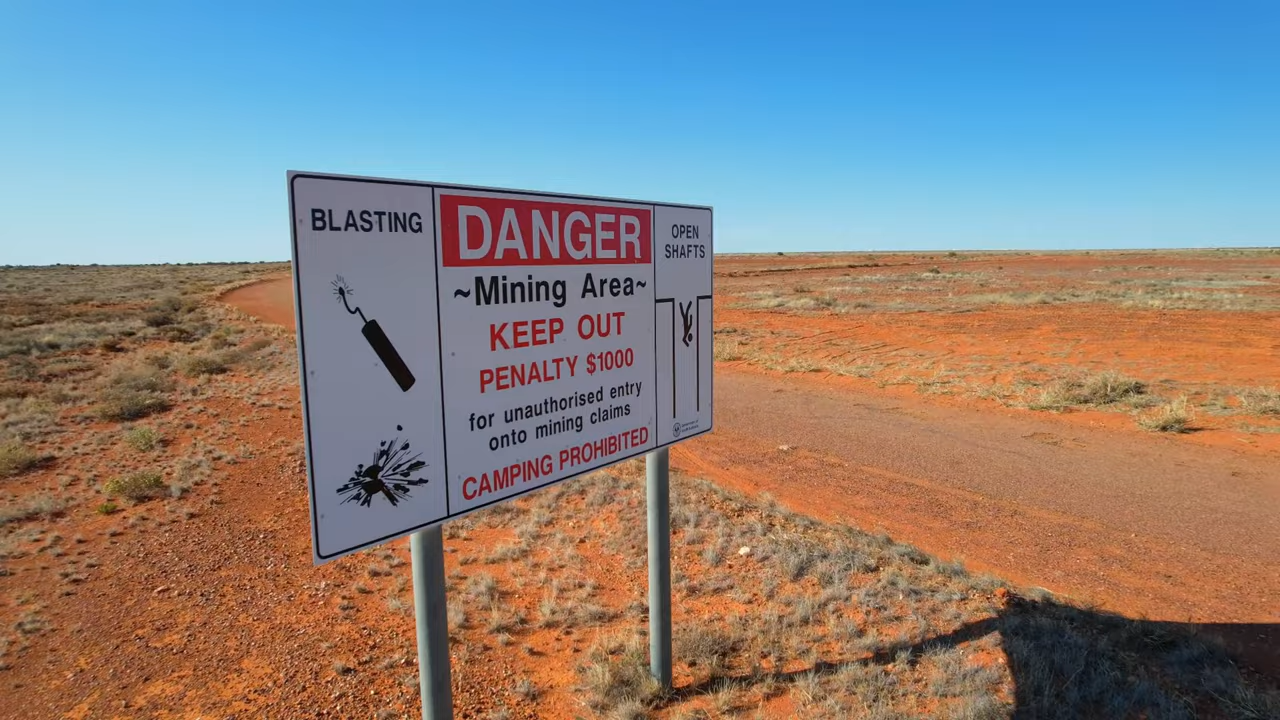 BLASTING
DANGER
~Mining Area~
KEEP OUT
PENALTY $1000
for unauthorised entry
onto mining claims
CAMPING PROHIBITED
OPEN
SHAFTS